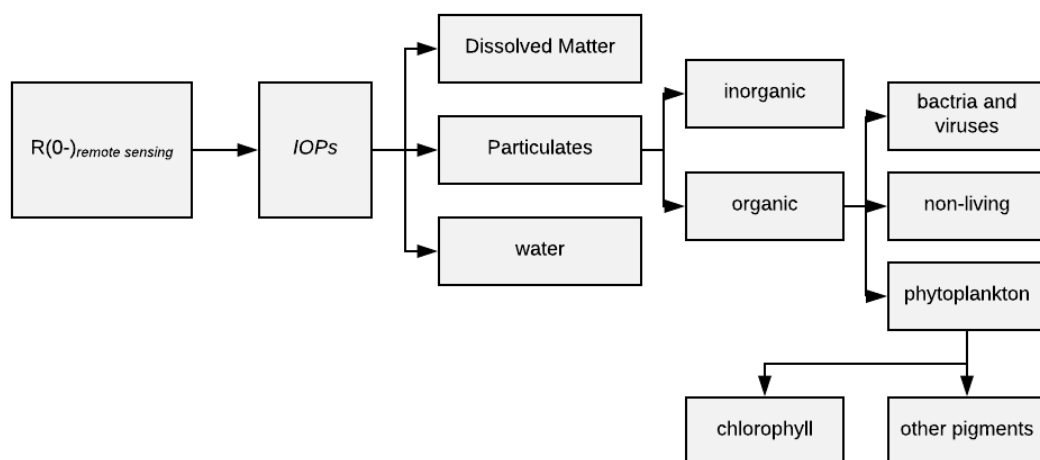 R(0-)remote sensing
IOPs
Dissolved Matter
Particulates
water
inorganic
organic
bactria and
viruses
non-living
phytoplankton
chlorophyll
other pigments